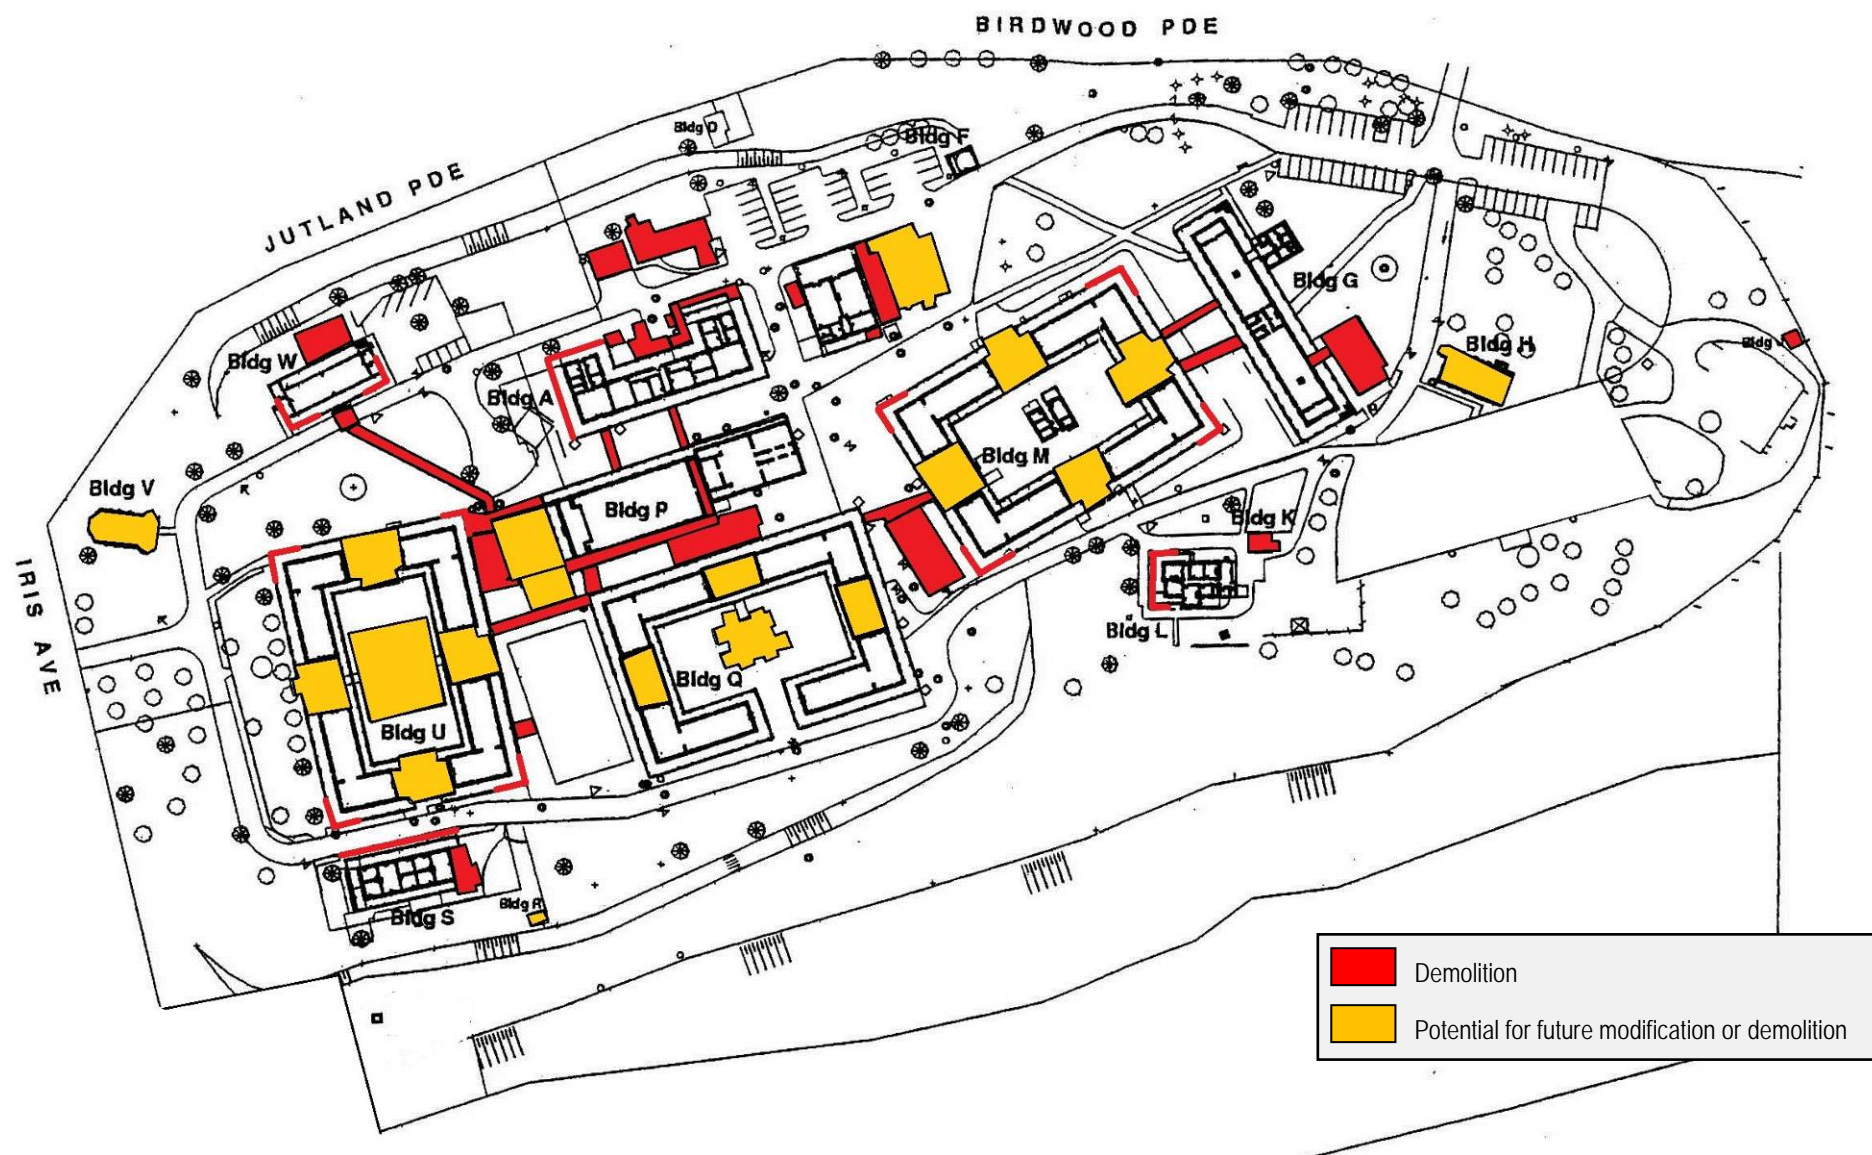 BIRDWOOD PDE
JUTLAND PDE
IRIS AVE
Bldg D
Bldg F
Bldg G
Bldg W
Bldg H
Bldg
Bldg A
Bldg M
Bldg V
Bldg P
Bldg K
Bldg L
Bldg Q
Bldg U
Bldg R
Bldg S
Demolition
Potential for future modification or demolition